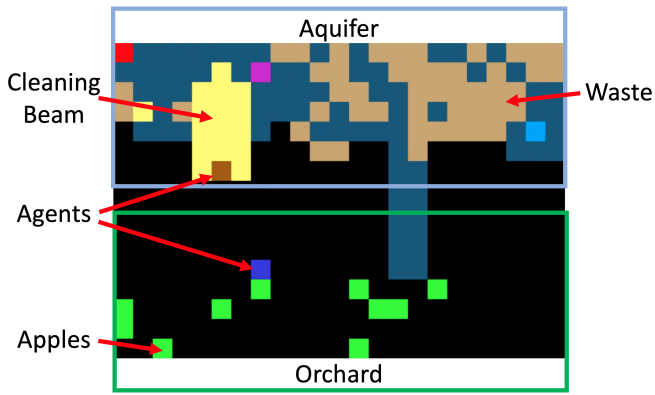 Aquifer
Cleaning
Beam
Waste
Agents
Apples
Orchard